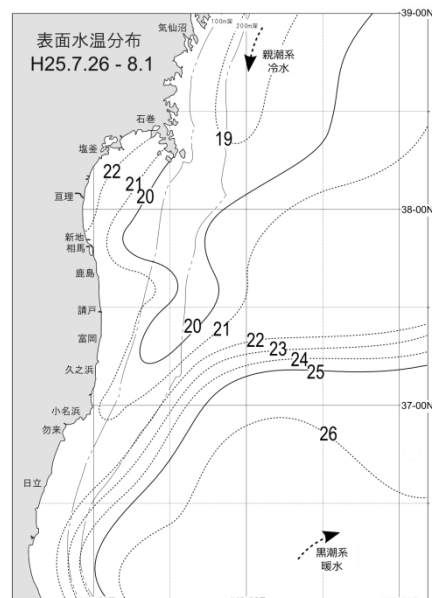 表面水温分布
H25.7.26 - 8.1
気仙沼
100m深
200m深
39-00N
親潮系
冷水
石巻
塩釜
19
22
21
20
亘理
38-00N
新地
相馬
鹿島
請戸
富岡
久之浜
20
21
22
23
24
25
37-00N
小名浜
勿来
26
日立
黒潮系
暖水